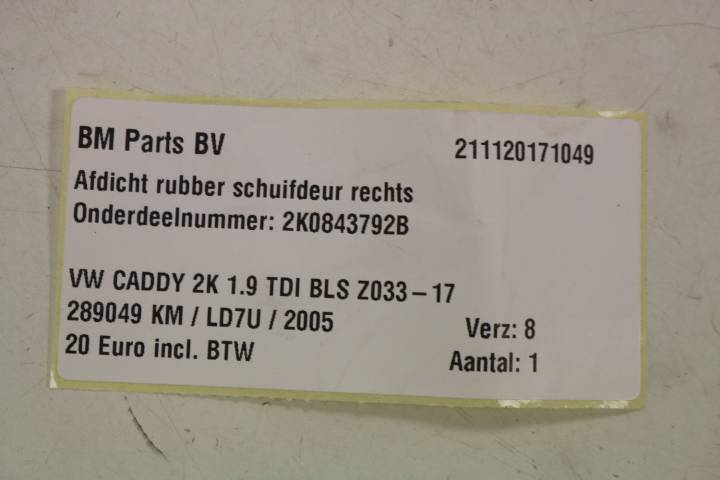 BM Parts BV 211120171049
Afdicht rubber schuifdeur rechts
Onderdeelnummer: 2K0843792B
VW CADDY 2K 1.9 TDI BLS Z033-17
289049 KM / LD7U / 2005 Verz: 8
20 Euro incl. BTW Aantal: 1